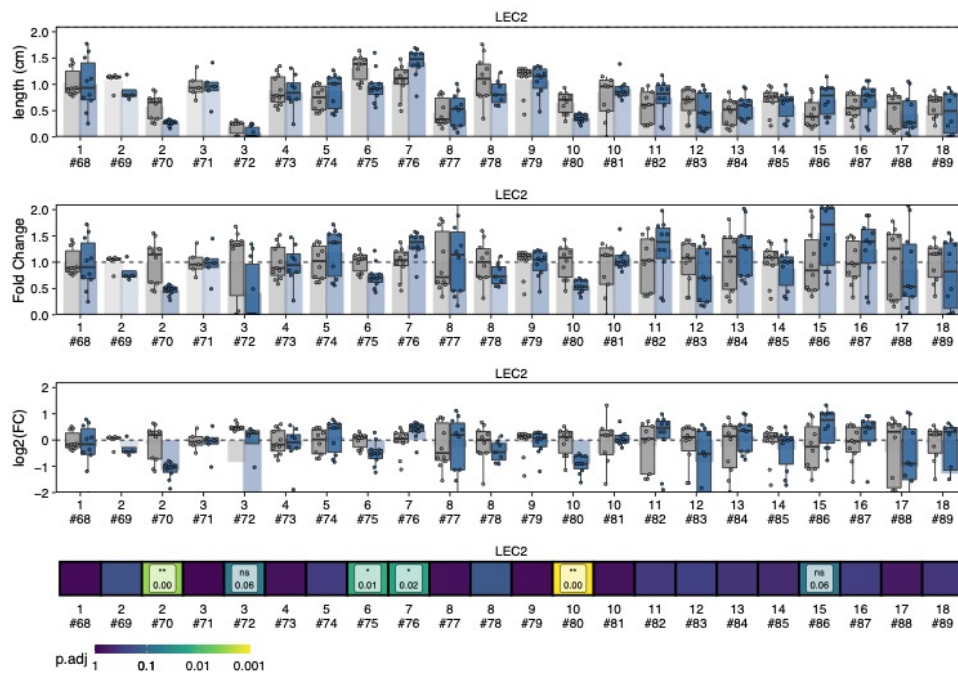 LEC2
length (cm)
2.0
1.5
1.0
0.5
0.0
1 2 2 3 3 4 5 6 7 8 8 9 10 10 11 12 13 14 15 16 17 18
#68 #69 #70 #71 #72 #73 #74 #75 #76 #77 #78 #79 #80 #81 #82 #83 #84 #85 #86 #87 #88 #89
LEC2
Fold Change
2.0
1.5
1.0
0.5
0.0
1 2 2 3 3 4 5 6 7 8 8 9 10 10 11 12 13 14 15 16 17 18
#68 #69 #70 #71 #72 #73 #74 #75 #76 #77 #78 #79 #80 #81 #82 #83 #84 #85 #86 #87 #88 #89
LEC2
log2(FC)
2
1
0
−1
−2
1 2 2 3 3 4 5 6 7 8 8 9 10 10 11 12 13 14 15 16 17 18
#68 #69 #70 #71 #72 #73 #74 #75 #76 #77 #78 #79 #80 #81 #82 #83 #84 #85 #86 #87 #88 #89
LEC2
** ns * * ** ns
0.00 0.06 0.01 0.02 0.00 0.06
1 2 2 3 3 4 5 6 7 8 8 9 10 10 11 12 13 14 15 16 17 18
#68 #69 #70 #71 #72 #73 #74 #75 #76 #77 #78 #79 #80 #81 #82 #83 #84 #85 #86 #87 #88 #89
p.adj
1 0.1 0.01 0.001